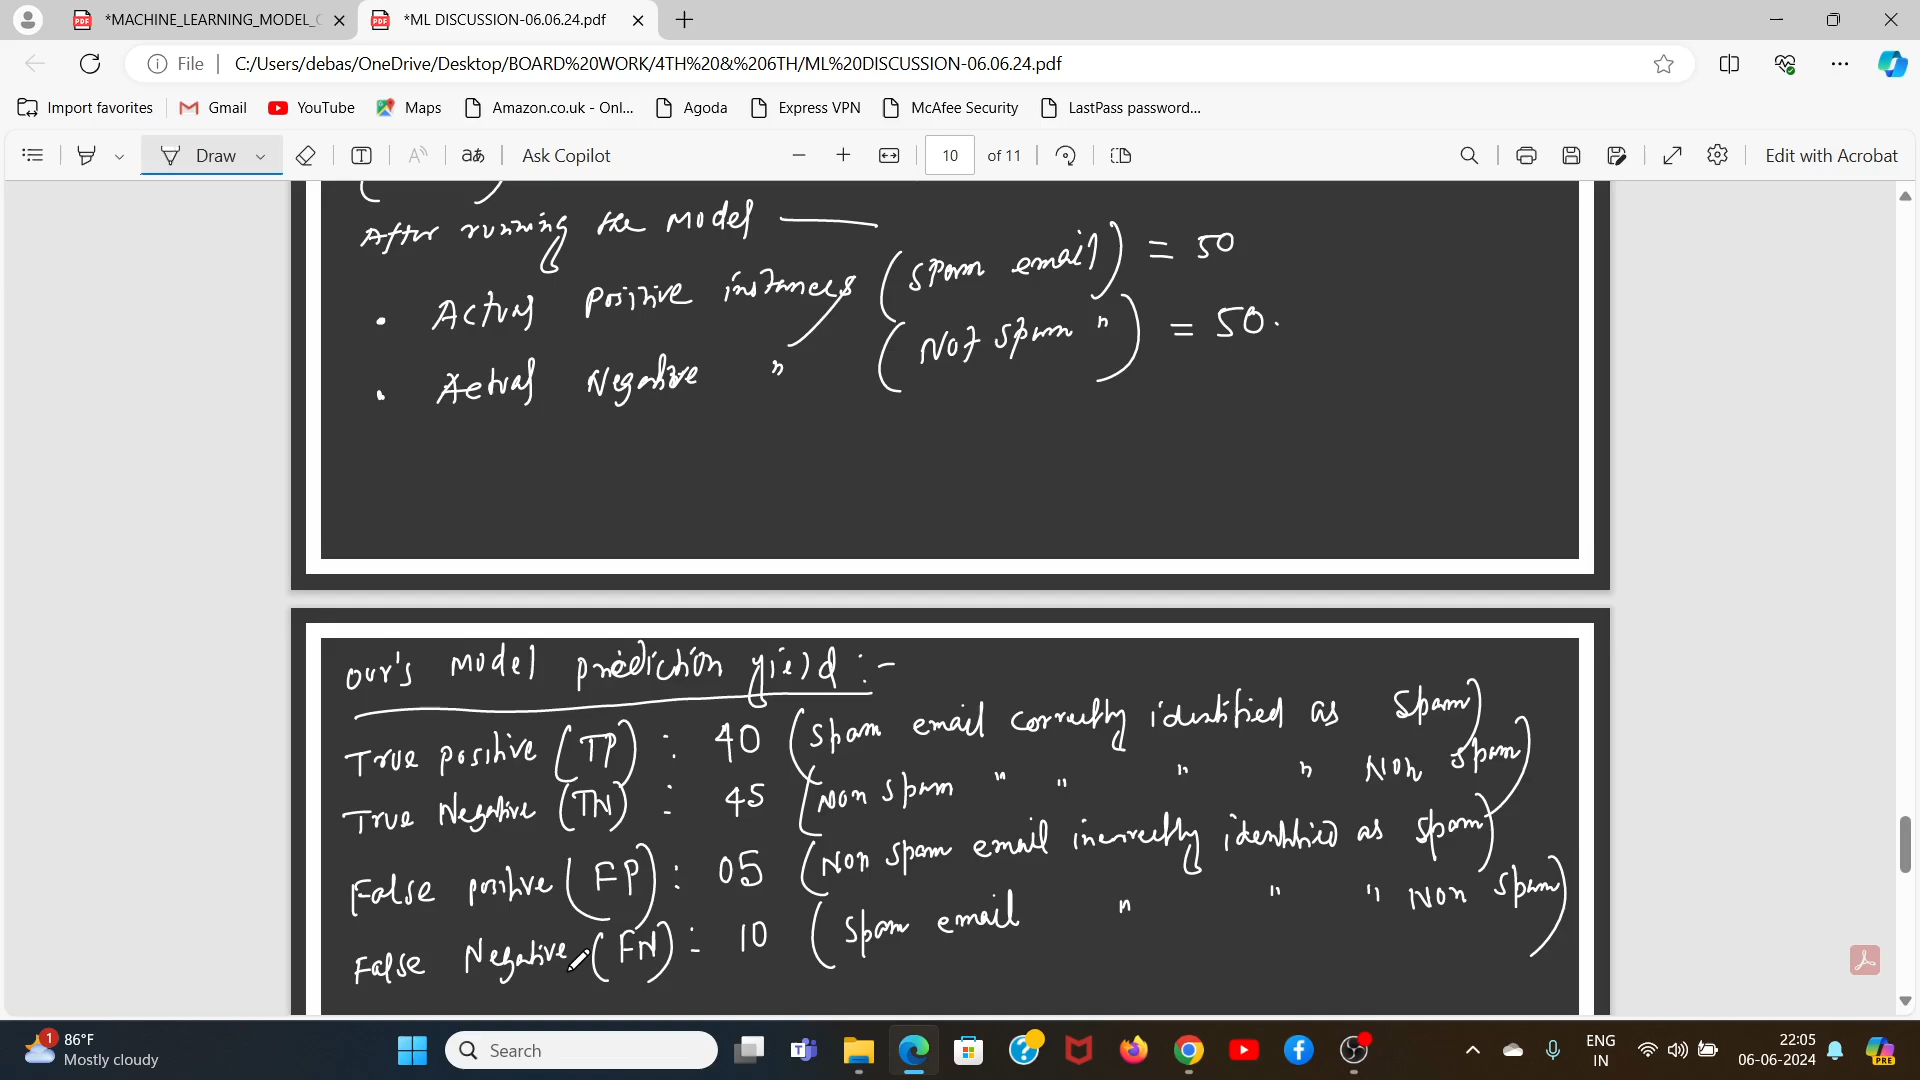 *MACHINE_LEARNING_MODEL_C
*ML DISCUSSION-06.06.24.pdf
File
C:/Users/debas/OneDrive/Desktop/BOARD%20WORK/4TH%20&%206TH/ML%20DISCUSSION-06.06.24.pdf
Import favorites
Gmail
YouTube
Maps
Amazon.co.uk - Onl...
Agoda
Express VPN
McAfee Security
LastPass password...
Draw
Ask Copilot
10 of 11
Edit with Acrobat
After running the Model
• Actual positive instances (spam email) = 50
• Actual Negative " (Not spam ") = 50.
our's Model prediction yield :-
True positive (TP) : 40 (spam email correctly identified as spam)
True Negative (TN) : 45 (Non spam " " " " Non spam)
False positive (FP) : 05 (Non spam email incorrectly identified as spam)
False Negative (FN) : 10 (spam email " " " Non spam)
1
86°F
Mostly cloudy
Search
ENG
IN
22:05
06-06-2024
PRE